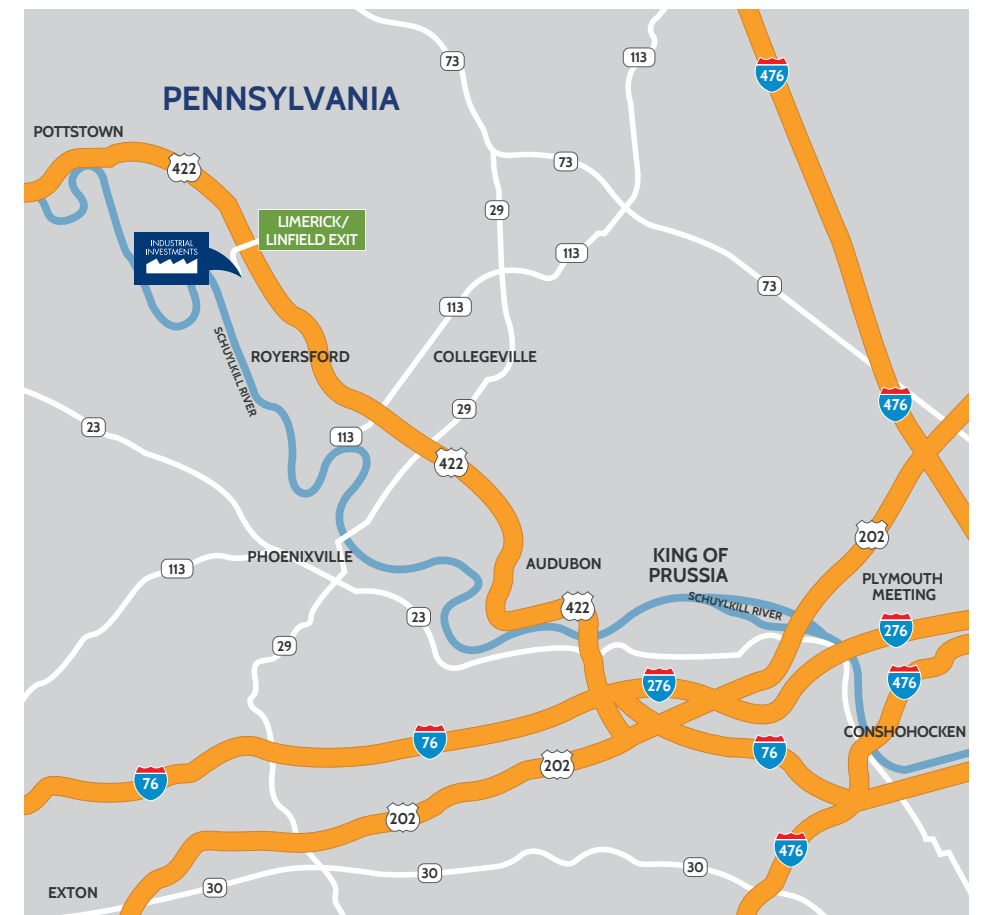 73
113
476
PENNSYLVANIA
POTTSTOWN
422
73
29
LIMERICK/
LINFIELD EXIT
INDUSTRIAL
INVESTMENTS
113
73
113
SCHUYLKILL RIVER
ROYERSFORD
COLLEGEVILLE
476
29
23
113
422
202
PHOENIXVILLE
AUDUBON
KING OF
PRUSSIA
113
PLYMOUTH
MEETING
SCHUYLKILL RIVER
422
23
276
29
276
476
CONSHOHOCKEN
76
76
202
76
202
476
30
30
30
EXTON